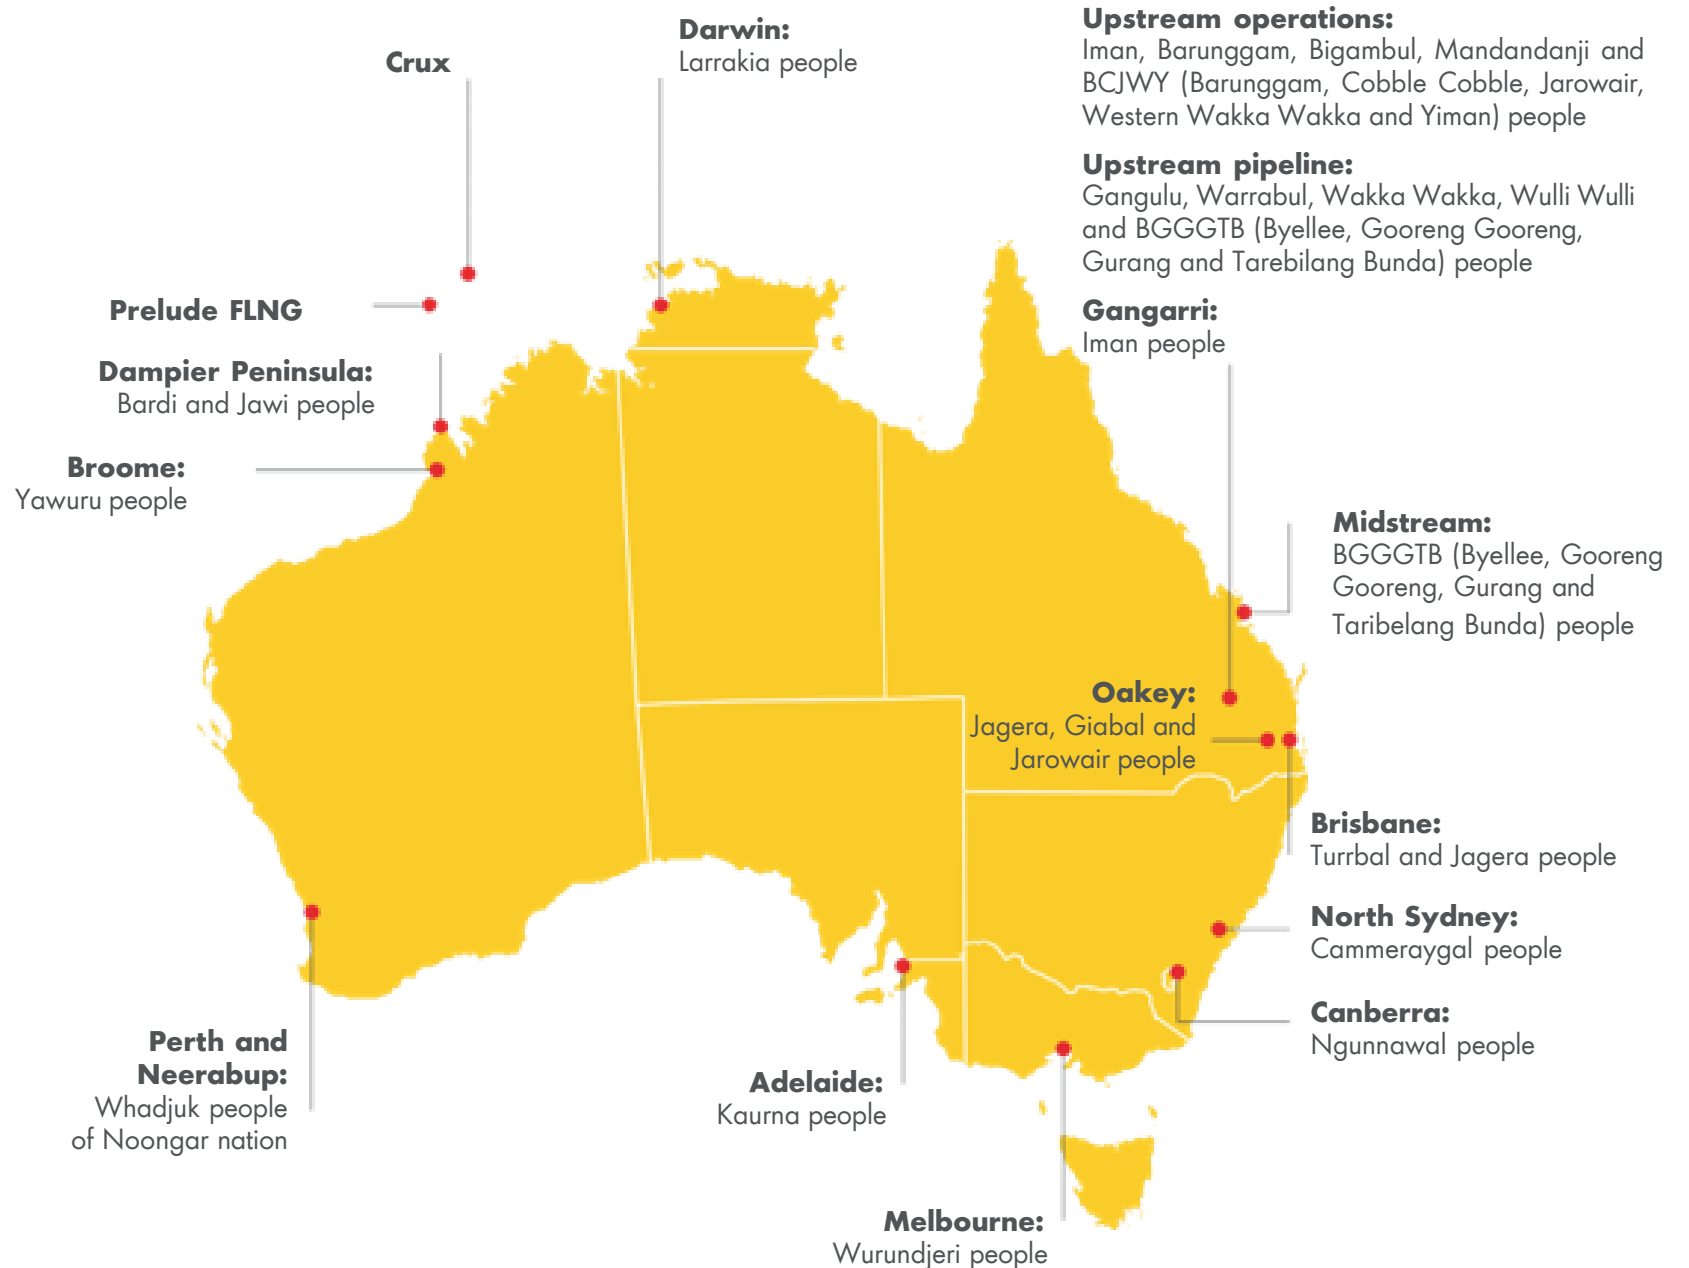 Crux
Darwin:
Larrakia people
Upstream operations:
Iman, Barunggam, Bigambul, Mandandanji and
BCJWY (Barunggam, Cobble Cobble, Jarowair,
Western Wakka Wakka and Yiman) people
Upstream pipeline:
Gangulu, Warrabul, Wakka Wakka, Wulli Wulli
and BGGGTB (Byellee, Gooreng Gooreng,
Gurang and Tarebilang Bunda) people
Gangarri:
Iman people
Prelude FLNG
Dampier Peninsula:
Bardi and Jawi people
Broome:
Yawuru people
Midstream:
BGGGTB (Byellee, Gooreng
Gooreng, Gurang and
Taribelang Bunda) people
Oakey:
Jagera, Giabal and
Jarowair people
Brisbane:
Turrbal and Jagera people
North Sydney:
Cammeraygal people
Canberra:
Ngunnawal people
Perth and
Neerabup:
Whadjuk people
of Noongar nation
Adelaide:
Kaurna people
Melbourne:
Wurundjeri people